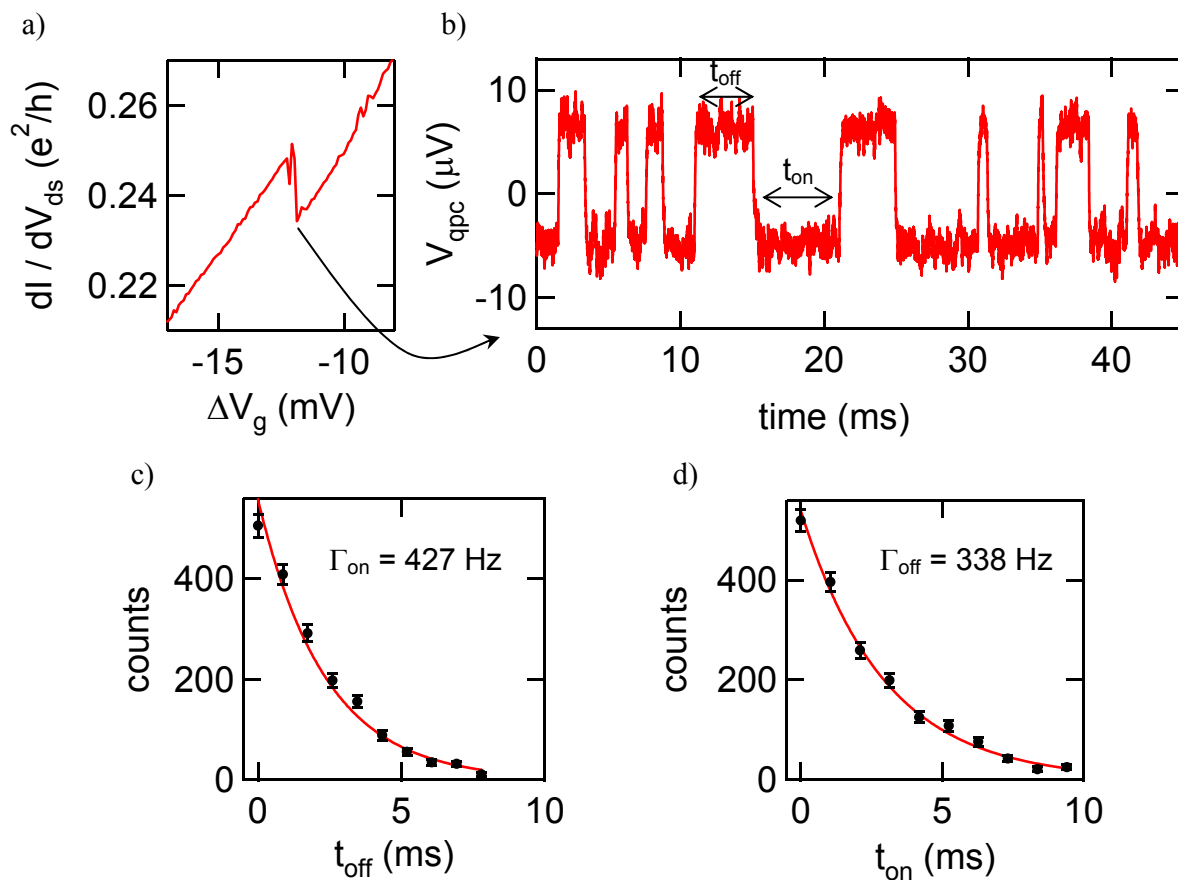 a)
dI / dV_ds (e²/h)
0.26
0.24
0.22
-15
-10
ΔV_g (mV)
b)
V_qpc (μV)
10
0
-10
t_off
t_on
0
10
20
30
40
time (ms)
c)
counts
400
200
0
Γ_on = 427 Hz
0
5
10
t_off (ms)
d)
counts
400
200
0
Γ_off = 338 Hz
0
5
10
t_on (ms)